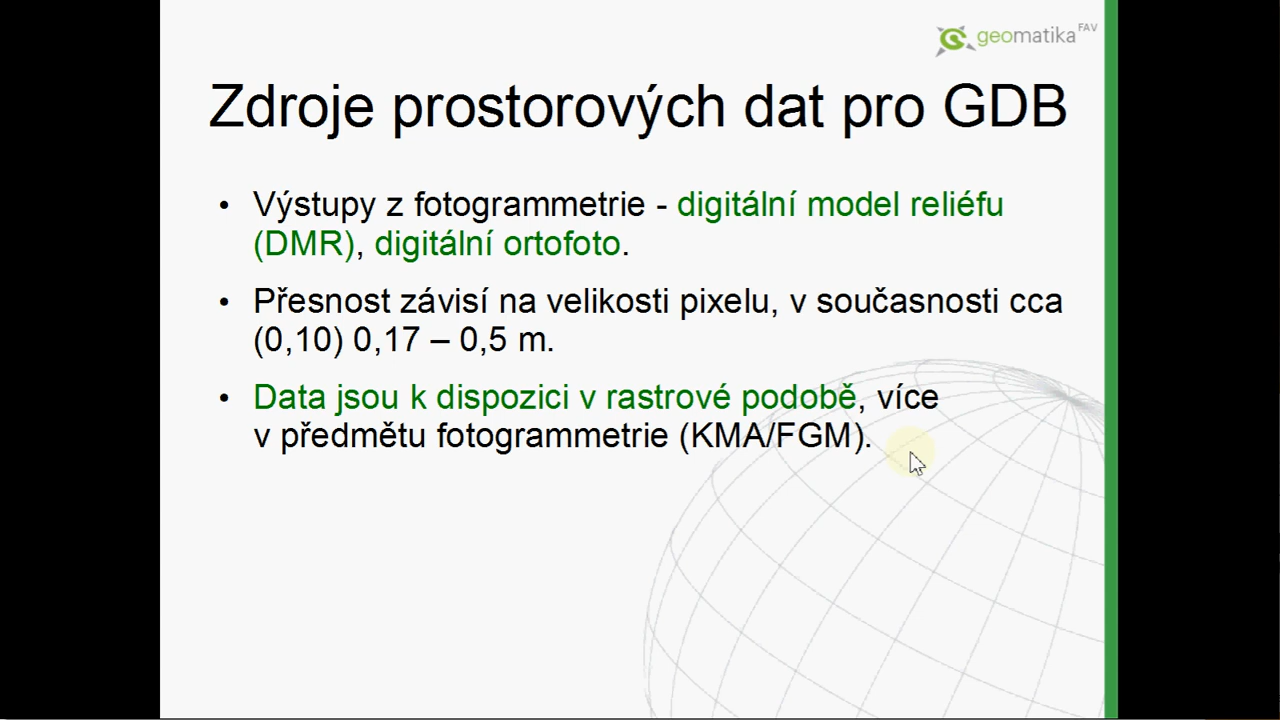 geomatika FAV
Zdroje prostorových dat pro GDB
• Výstupy z fotogrammetrie - digitální model reliéfu
(DMR), digitální ortofoto.
• Přesnost závisí na velikosti pixelu, v současnosti cca
(0,10) 0,17 – 0,5 m.
• Data jsou k dispozici v rastrové podobě, více
v předmětu fotogrammetrie (KMA/FGM).